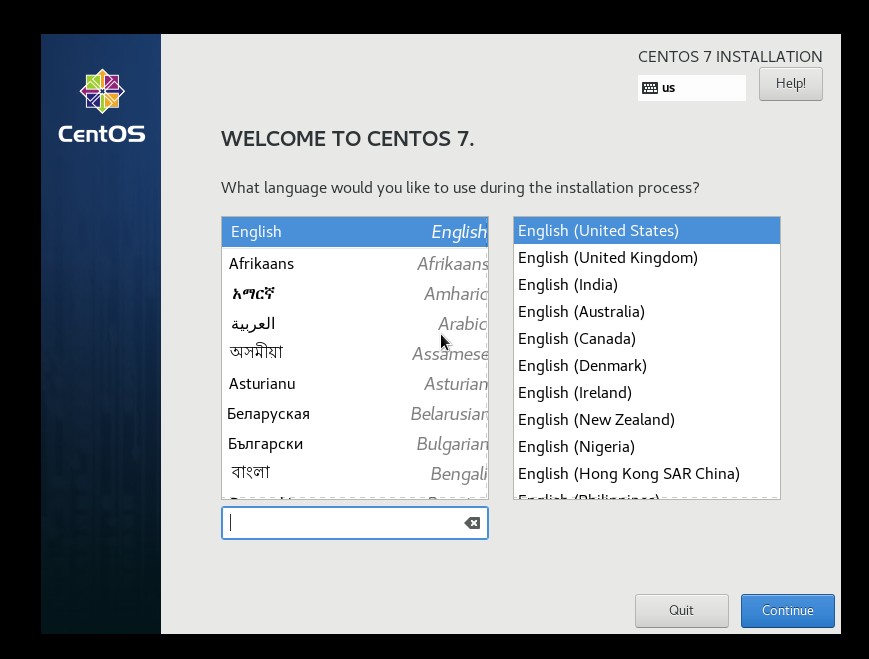 CENTOS 7 INSTALLATION
us
Help!
CentOS
WELCOME TO CENTOS 7.
What language would you like to use during the installation process?
English English
Afrikaans Afrikaans
አማርኛ Amharic
العربية Arabic
অসমীয়া Assamese
Asturianu Asturian
Беларуская Belarusian
Български Bulgarian
বাংলা Bengali
English (United States)
English (United Kingdom)
English (India)
English (Australia)
English (Canada)
English (Denmark)
English (Ireland)
English (New Zealand)
English (Nigeria)
English (Hong Kong SAR China)
English (Philippines)
Quit
Continue